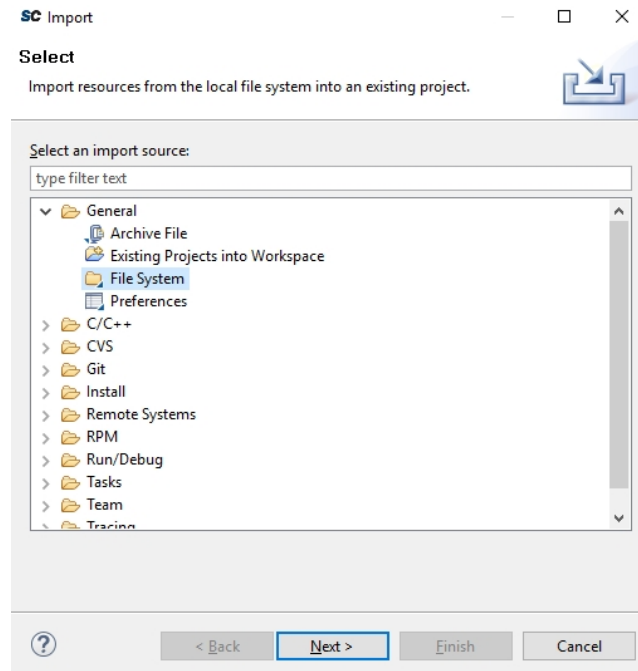 SC Import
Select
Import resources from the local file system into an existing project.
Select an import source:
type filter text
General
Archive File
Existing Projects into Workspace
File System
Preferences
C/C++
CVS
Git
Install
Remote Systems
RPM
Run/Debug
Tasks
Team
Tracing
?
< Back
Next >
Finish
Cancel